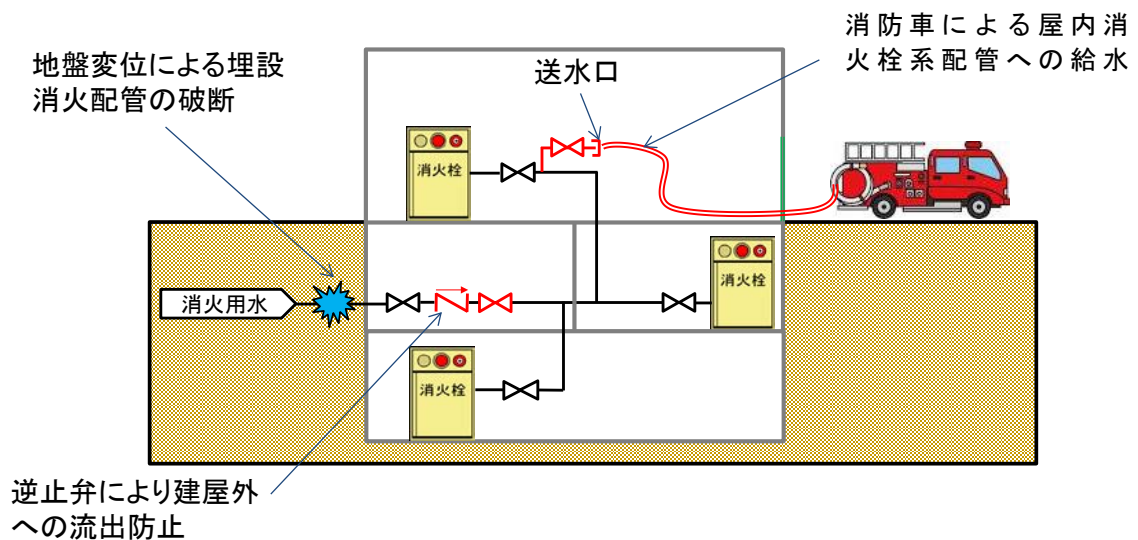 地盤変位による埋設
消火配管の破断
送水口
消防車による屋内消
火栓系配管への給水
消火栓
消火栓
消火用水
消火栓
逆止弁により建屋外
への流出防止